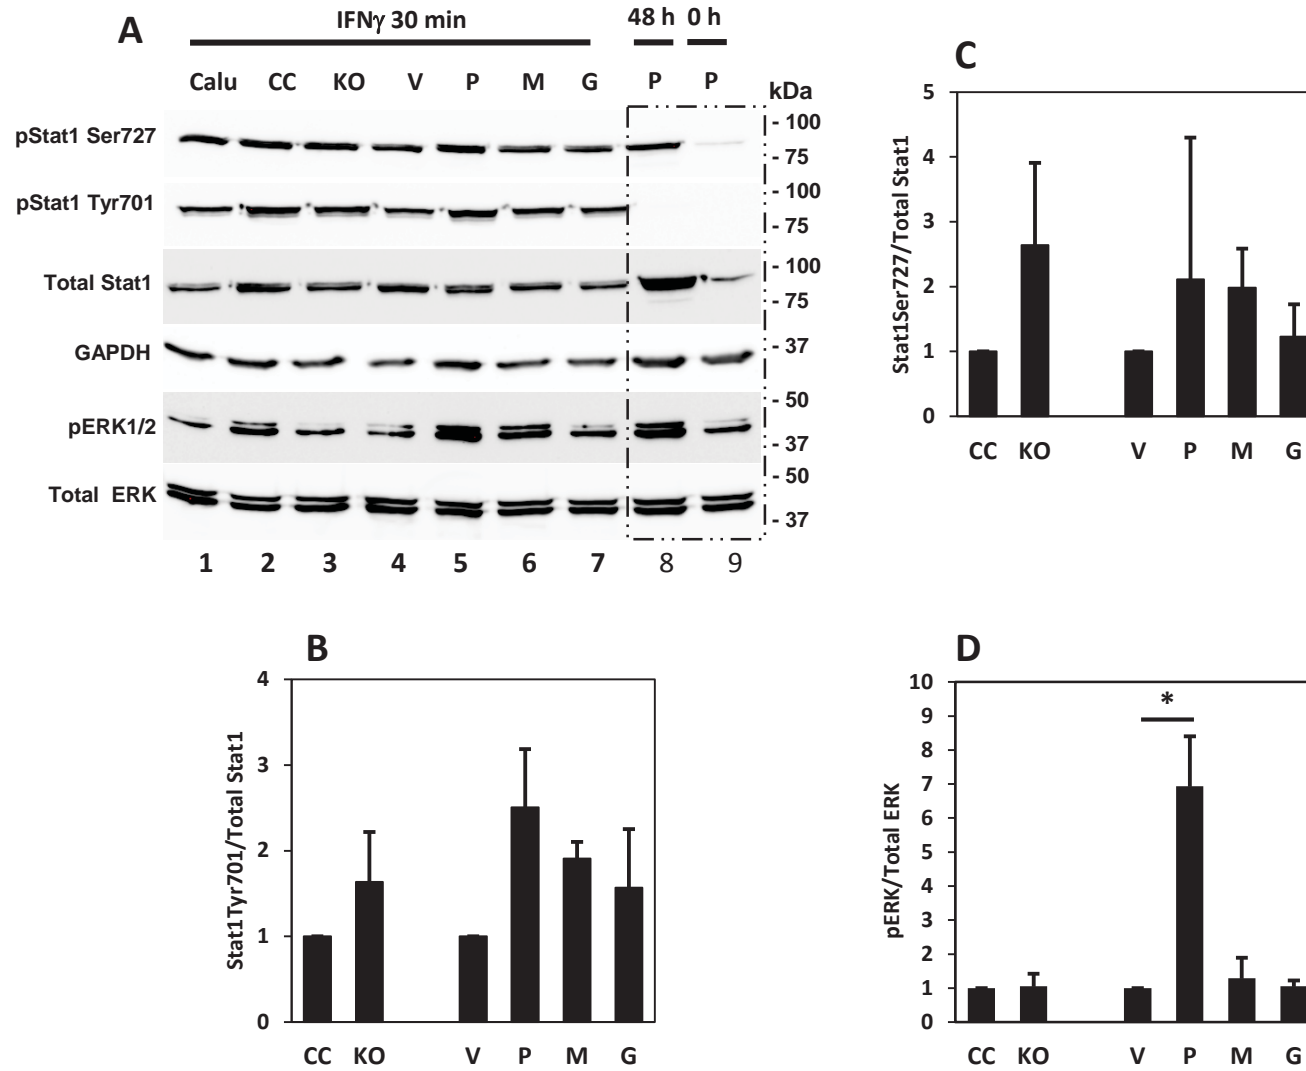 A
IFNγ 30 min
48 h 0 h
Calu CC KO V P M G P P
kDa
pStat1 Ser727
- 100
- 75
pStat1 Tyr701
- 100
- 75
Total Stat1
- 100
- 75
GAPDH
- 37
pERK1/2
- 50
- 37
Total ERK
- 50
- 37
1 2 3 4 5 6 7 8 9
C
Stat1Ser727/Total Stat1
5
4
3
2
1
0
CC KO V P M G
B
Stat1Tyr701/Total Stat1
4
3
2
1
0
CC KO V P M G
D
pERK/Total ERK
10
9
8
7
6
5
4
3
2
1
0
*
CC KO V P M G